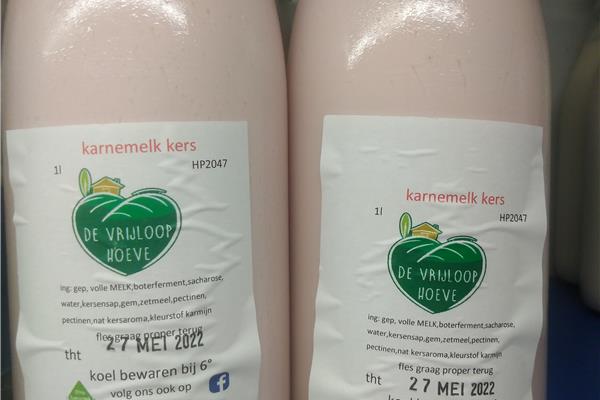 karnemelk kers
1l HP2047
DE VRIJLOOP
HOEVE
ing: gep, volle MELK,boterferment,sacharose,
water,kersensap,gem,zetmeel,pectinen,
pectinen,nat kersaroma,kleurstof karmijn
fles graag proper terug
tht 27 MEI 2022
koel bewaren bij 6°
volg ons ook op f
karnemelk kers
1l HP2047
DE VRIJLOOP
HOEVE
ing: gep, volle MELK,boterferment,sacharose,
water,kersensap,gem,zetmeel,pectinen,
pectinen,nat kersaroma,kleurstof karmijn
fles graag proper terug
tht 27 MEI 2022